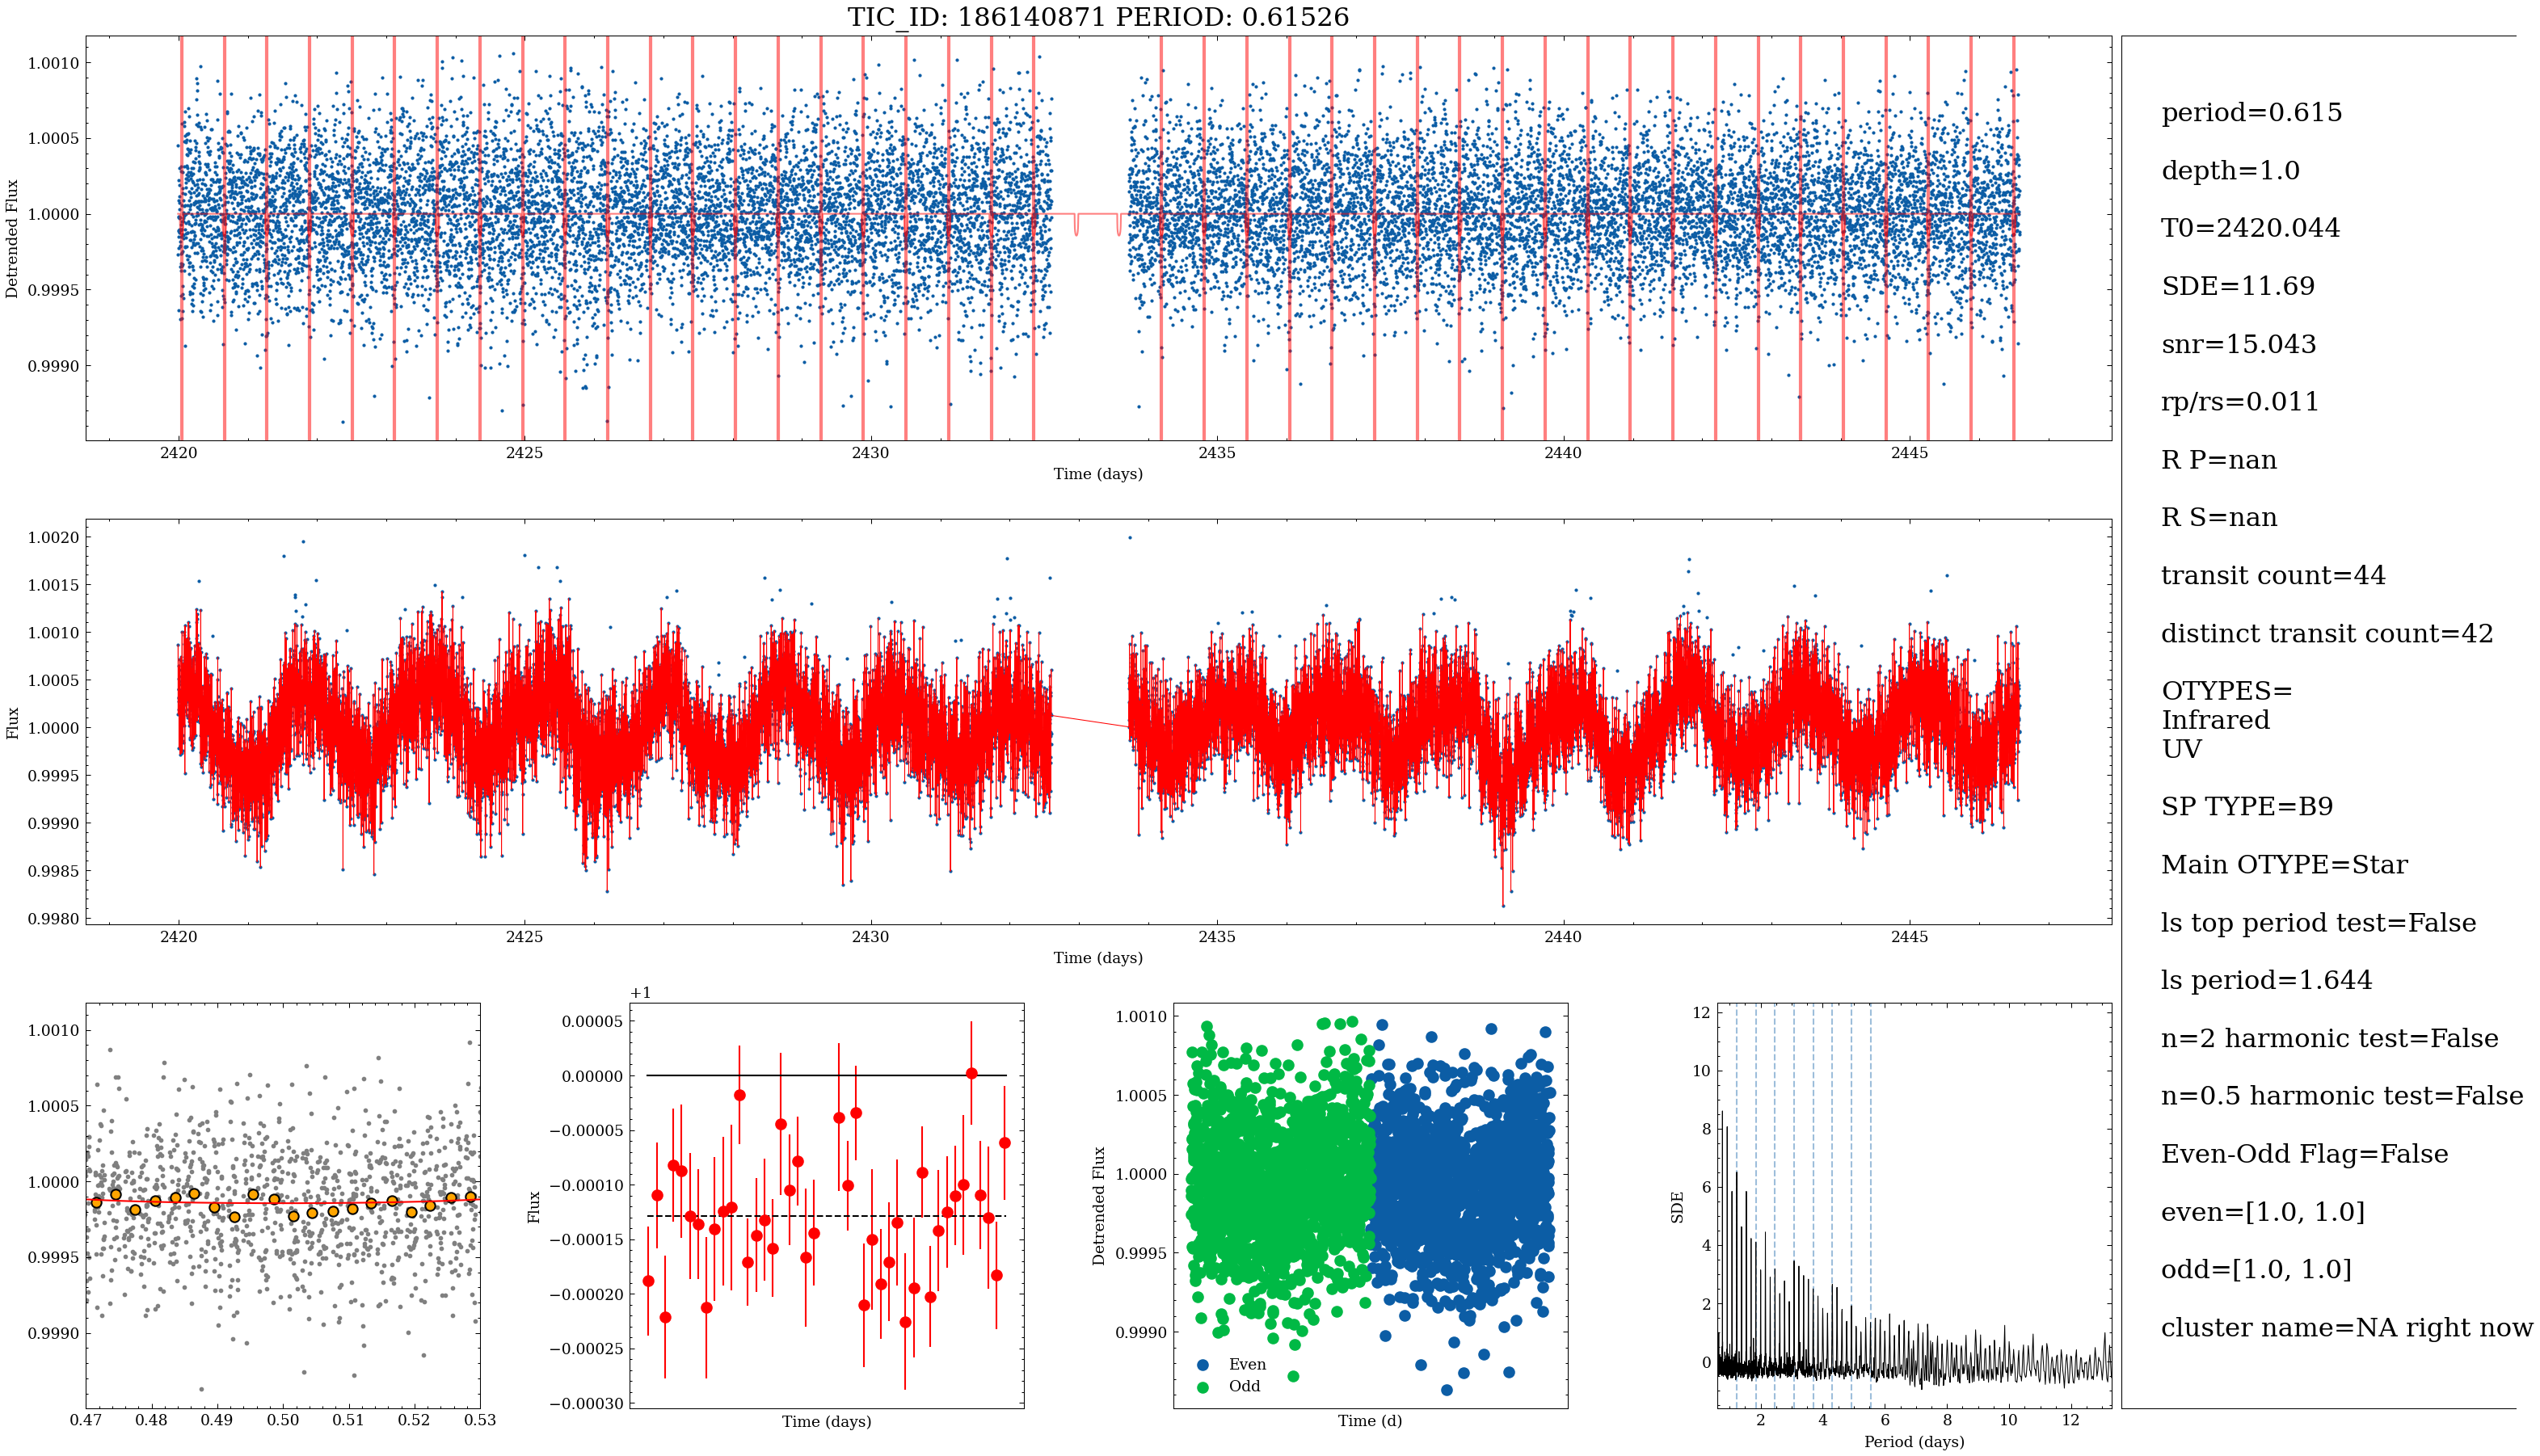 TIC_ID: 186140871 PERIOD: 0.61526
1.0010
1.0005
1.0000
0.9995
0.9990
Detrended Flux
2420
2425
2430
2435
2440
2445
Time (days)
1.0020
1.0015
1.0010
1.0005
1.0000
0.9995
0.9990
0.9985
0.9980
Flux
2420
2425
2430
2435
2440
2445
Time (days)
1.0010
1.0005
1.0000
0.9995
0.9990
0.47
0.48
0.49
0.50
0.51
0.52
0.53
+1
0.00005
0.00000
−0.00005
−0.00010
−0.00015
−0.00020
−0.00025
−0.00030
Flux
Time (days)
1.0010
1.0005
1.0000
0.9995
0.9990
Detrended Flux
Even
Odd
Time (d)
12
10
8
6
4
2
0
SDE
2
4
6
8
10
12
Period (days)
period=0.615
depth=1.0
T0=2420.044
SDE=11.69
snr=15.043
rp/rs=0.011
R P=nan
R S=nan
transit count=44
distinct transit count=42
OTYPES=
Infrared
UV
SP TYPE=B9
Main OTYPE=Star
ls top period test=False
ls period=1.644
n=2 harmonic test=False
n=0.5 harmonic test=False
Even-Odd Flag=False
even=[1.0, 1.0]
odd=[1.0, 1.0]
cluster name=NA right now